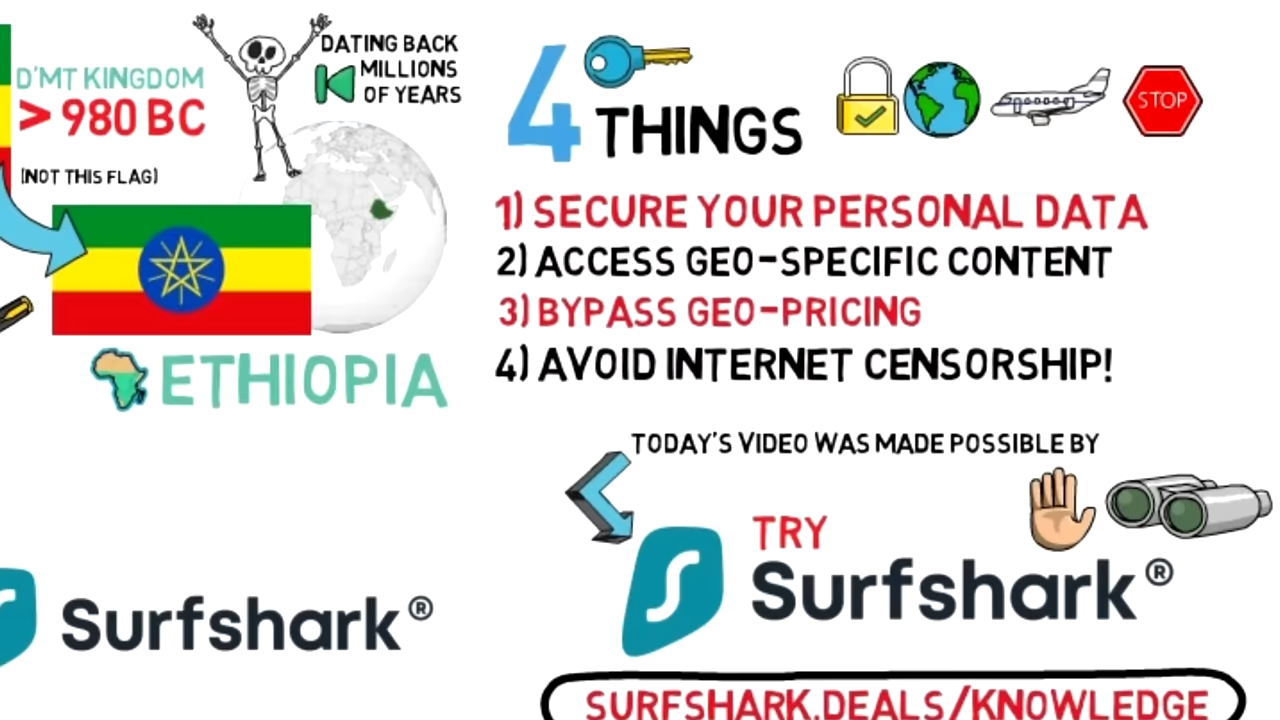 D'MT KINGDOM
> 980 BC
(NOT THIS FLAG)
DATING BACK
MILLIONS
OF YEARS
ETHIOPIA
Surfshark®
4 THINGS
STOP
1) SECURE YOUR PERSONAL DATA
2) ACCESS GEO-SPECIFIC CONTENT
3) BYPASS GEO-PRICING
4) AVOID INTERNET CENSORSHIP!
TODAY'S VIDEO WAS MADE POSSIBLE BY
TRY
Surfshark®
SURFSHARK.DEALS/KNOWLEDGE